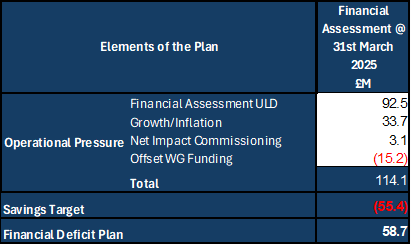 Elements of the Plan
Financial
Assessment @
31st March
2025
£M
Operational Pressure
Financial Assessment ULD 92.5
Growth/Inflation 33.7
Net Impact Commissioning 3.1
Offset WG Funding (15.2)
Total 114.1
Savings Target (55.4)
Financial Deficit Plan 58.7